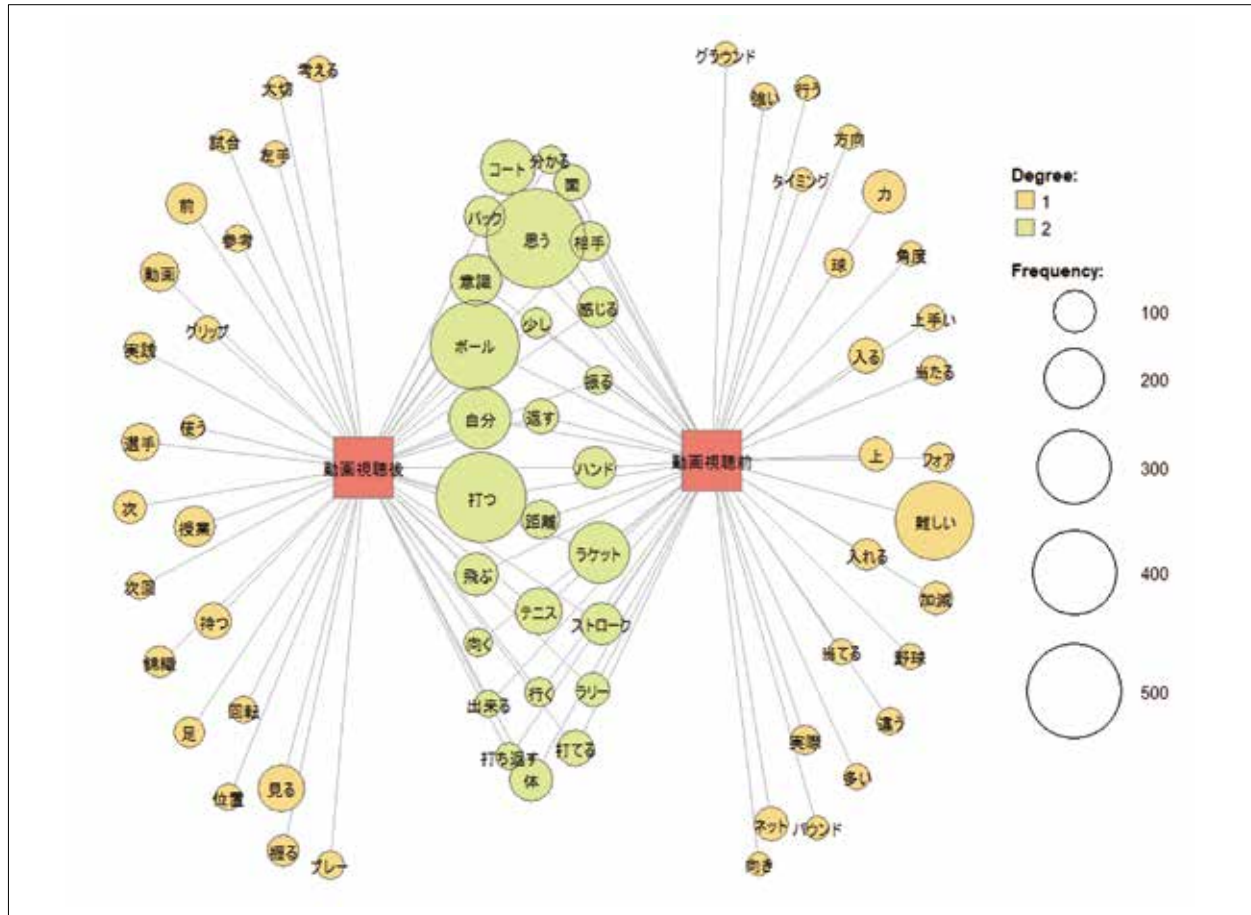 考える
大切
試合
左手
前
参考
動画
グリップ
実践
選手
使う
次
授業
次回
持つ
錦織
回転
足
見る
位置
握る
プレー
動画視聴後
コート
分かる
面
バック
思う
相手
意識
感じる
少し
ボール
振る
自分
返す
ハンド
打つ
距離
ラケット
飛ぶ
テニス
ストローク
向く
行く
ラリー
出来る
打ち返す
打てる
体
動画視聴前
グラウンド
強い
行う
方向
タイミング
力
球
角度
上手い
入る
当たる
上
フォア
難しい
入れる
加減
当てる
野球
違う
実際
多い
ネット
バウンド
向き
Degree:
1
2
Frequency:
100
200
300
400
500